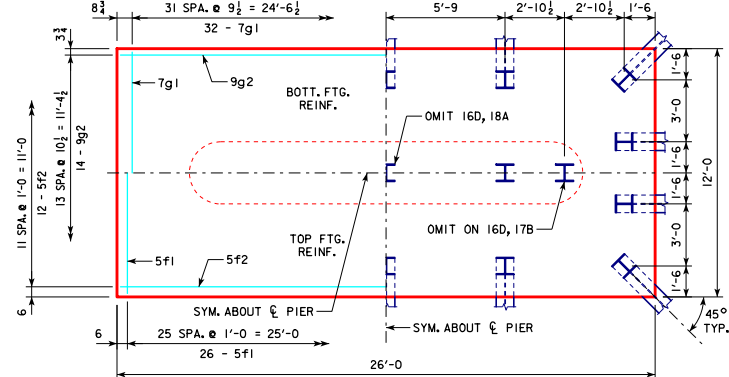 8¾
31 SPA. @ 9½ = 24'-6½
32 - 7g1
5'-9
2'-10½
2'-10½
1'-6
3¾
7g1
9g2
BOTT. FTG.
REINF.
OMIT 16D, 18A
1'-6
3'-0
1'-6
1'-6
3'-0
1'-6
12'-0
11 SPA. @ 1'-0 = 11'-0
12 - 5f2
13 SPA. @ 10½ = 11'-4½
14 - 9g2
TOP FTG.
REINF.
OMIT ON 16D, 17B
5f1
5f2
6
SYM. ABOUT ℄ PIER
SYM. ABOUT ℄ PIER
45°
TYP.
6
25 SPA. @ 1'-0 = 25'-0
26 - 5f1
26'-0